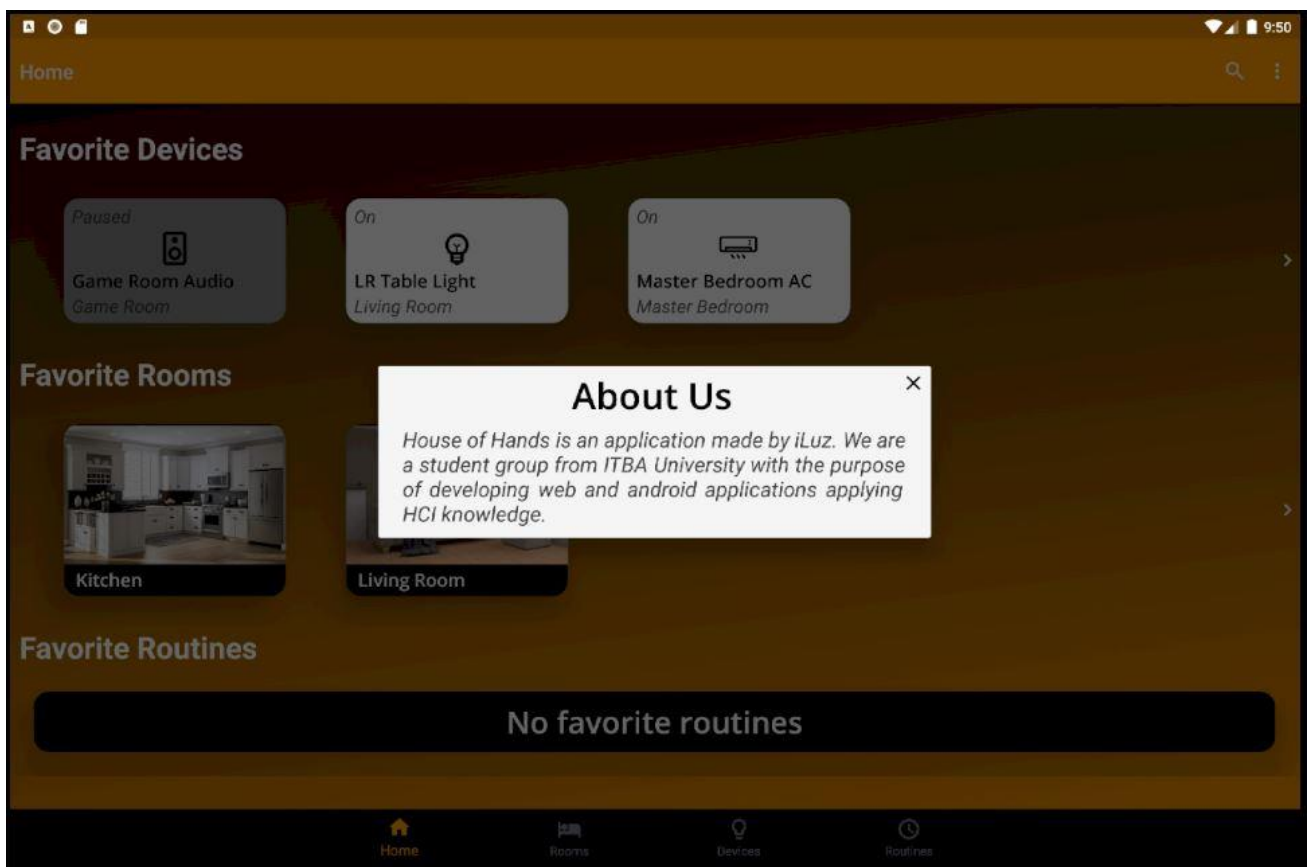 9:50
Home
Favorite Devices
Paused
Game Room Audio
Game Room
On
LR Table Light
Living Room
On
Master Bedroom AC
Master Bedroom
Favorite Rooms
About Us
House of Hands is an application made by iLuz. We are
a student group from ITBA University with the purpose
of developing web and android applications applying
HCI knowledge.
Kitchen
Living Room
Favorite Routines
No favorite routines
Home
Rooms
Devices
Routines